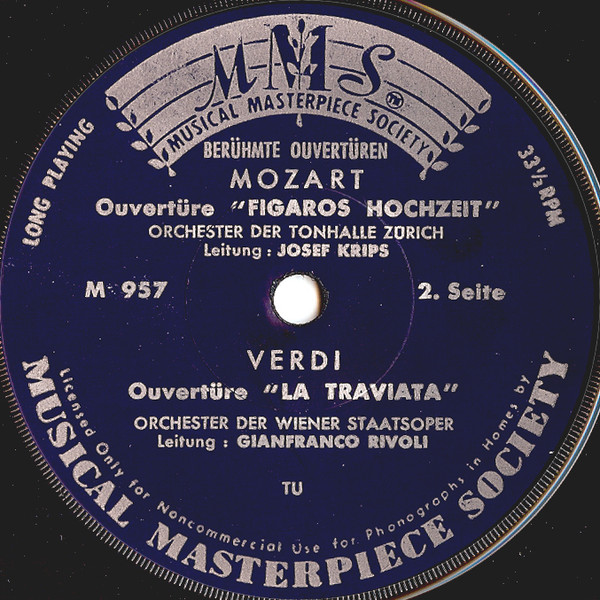 MMS TM
MUSICAL MASTERPIECE SOCIETY
LONG PLAYING
33⅓ RPM
BERÜHMTE OUVERTÜREN
MOZART
Ouvertüre "FIGAROS HOCHZEIT"
ORCHESTER DER TONHALLE ZÜRICH
Leitung: JOSEF KRIPS
M 957
2. Seite
VERDI
Ouvertüre "LA TRAVIATA"
ORCHESTER DER WIENER STAATSOPER
Leitung: GIANFRANCO RIVOLI
TU
Licensed Only for Noncommercial Use for Phonographs in Homes by
MUSICAL MASTERPIECE SOCIETY